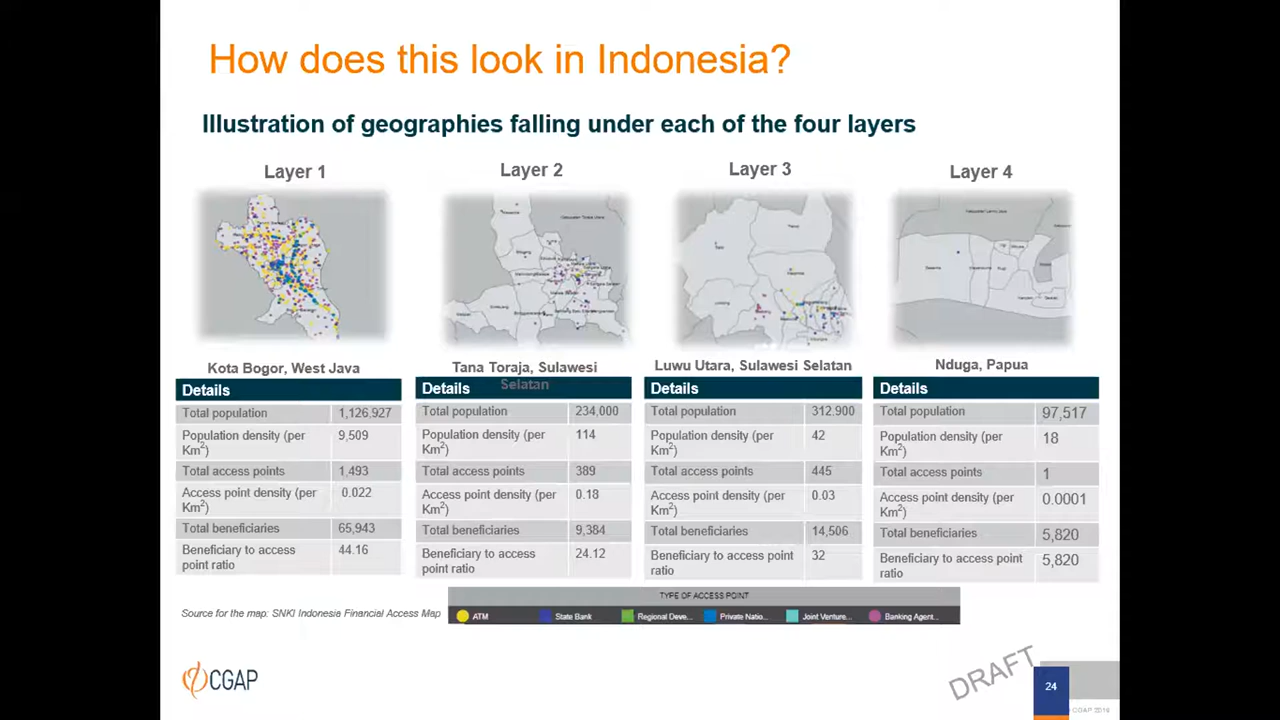 How does this look in Indonesia?
Illustration of geographies falling under each of the four layers
Layer 1
Layer 2
Layer 3
Layer 4
Kota Bogor, West Java
Details
Total population 1,126,927
Population density (per Km2) 9,509
Total access points 1,493
Access point density (per Km2) 0.022
Total beneficiaries 65,943
Beneficiary to access point ratio 44.16
Tana Toraja, Sulawesi
Selatan
Details
Total population 234,000
Population density (per Km2) 114
Total access points 389
Access point density (per Km2) 0.18
Total beneficiaries 9,384
Beneficiary to access point ratio 24.12
Luwu Utara, Sulawesi Selatan
Details
Total population 312.900
Population density (per Km2) 42
Total access points 445
Access point density (per Km2) 0.03
Total beneficiaries 14,506
Beneficiary to access point ratio 32
Nduga, Papua
Details
Total population 97,517
Population density (per Km2) 18
Total access points 1
Access point density (per Km2) 0.0001
Total beneficiaries 5,820
Beneficiary to access point ratio 5,820
Source for the map: SNKI Indonesia Financial Access Map
TYPE OF ACCESS POINT
ATM State Bank Regional Deve... Private Natio... Joint Venture... Banking Agent...
CGAP
DRAFT
24
CGAP